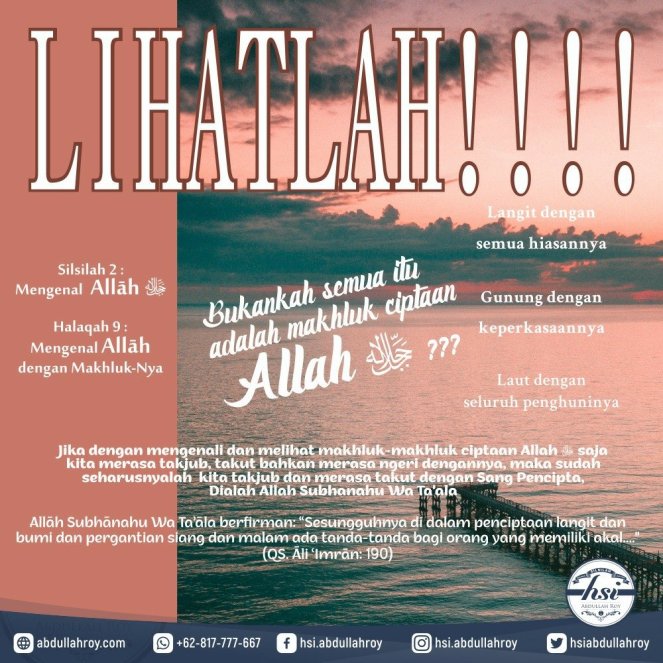 LIHATLAH!!!!
Silsilah 2 :
Mengenal Allāh ﷻ
Halaqah 9 :
Mengenal Allāh
dengan Makhluk-Nya
Bukankah semua itu
adalah makhluk ciptaan
Allah ﷻ ???
Langit dengan
semua hiasannya
Gunung dengan
keperkasaannya
Laut dengan
seluruh penghuninya
Jika dengan mengenali dan melihat makhluk-makhluk ciptaan Allah ﷻ saja
kita merasa takjub, takut bahkan merasa ngeri dengannya, maka sudah
seharusnyalah kita takjub dan merasa takut dengan Sang Pencipta,
Dialah Allah Subhanahu Wa Ta'ala
Allāh Subhānahu Wa Ta'āla berfirman: “Sesungguhnya di dalam penciptaan langit dan
bumi dan pergantian siang dan malam ada tanda-tanda bagi orang yang memiliki akal...”
(QS. Āli 'Imrān: 190)
SILSILAH
hsi
ABDULLAH ROY
abdullahroy.com
+62-817-777-667
hsi.abdullahroy
hsi.abdullahroy
hsiabdullahroy